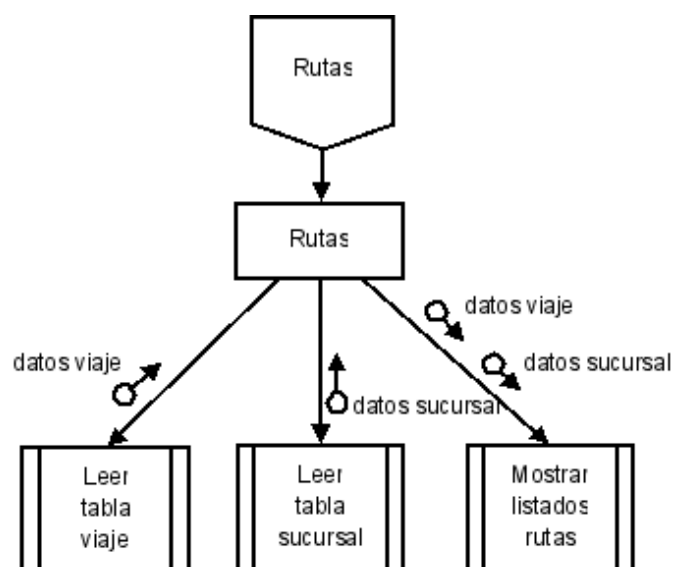 Rutas
Rutas
datos viaje
datos sucursal
datos viaje
datos sucursal
Leer
tabla
viaje
Leer
tabla
sucursal
Mostrar
listados
rutas